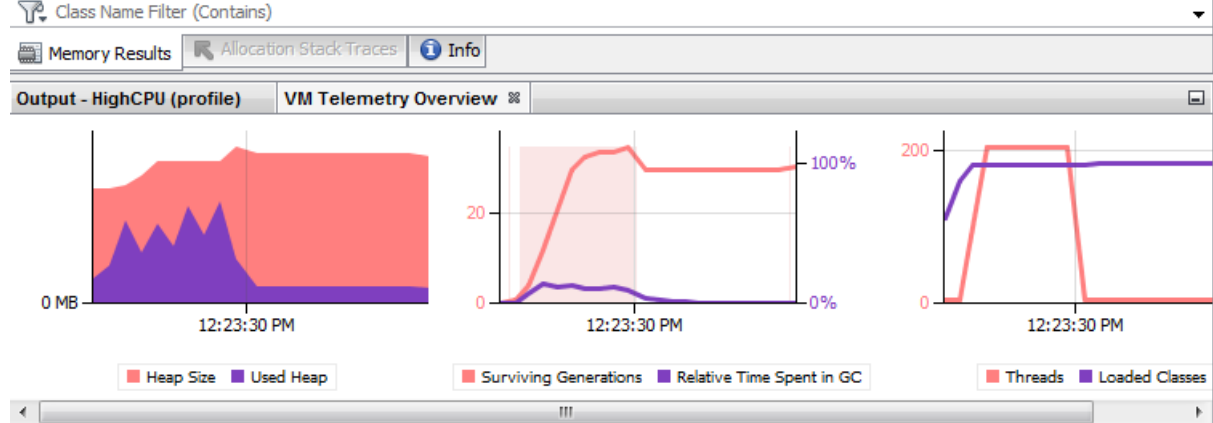 Class Name Filter (Contains)
Memory Results Allocation Stack Traces Info
Output - HighCPU (profile) VM Telemetry Overview
0 MB
12:23:30 PM
Heap Size Used Heap
20
0
100%
0%
12:23:30 PM
Surviving Generations Relative Time Spent in GC
200
0
12:23:30 PM
Threads Loaded Classes